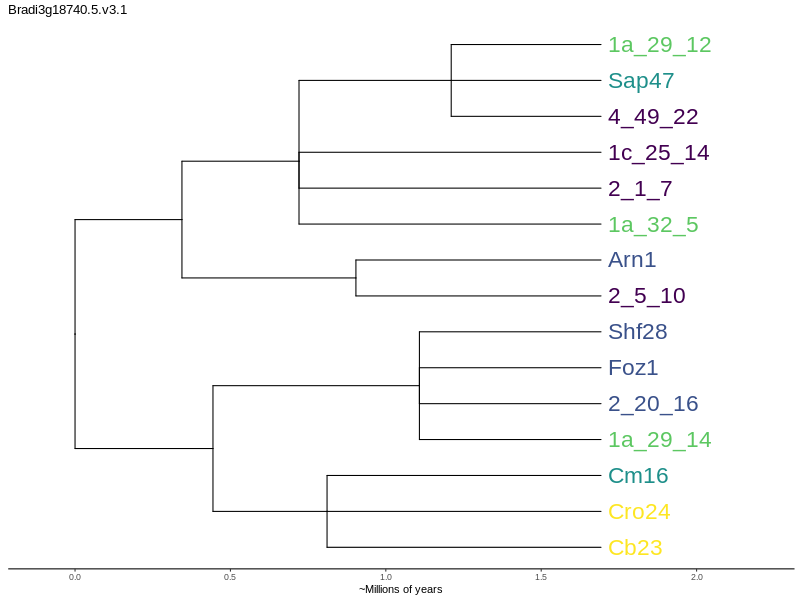 Bradi3g18740.5.v3.1
1a_29_12
Sap47
4_49_22
1c_25_14
2_1_7
1a_32_5
Arn1
2_5_10
Shf28
Foz1
2_20_16
1a_29_14
Cm16
Cro24
Cb23
0.0 0.5 1.0 1.5 2.0
~Millions of years